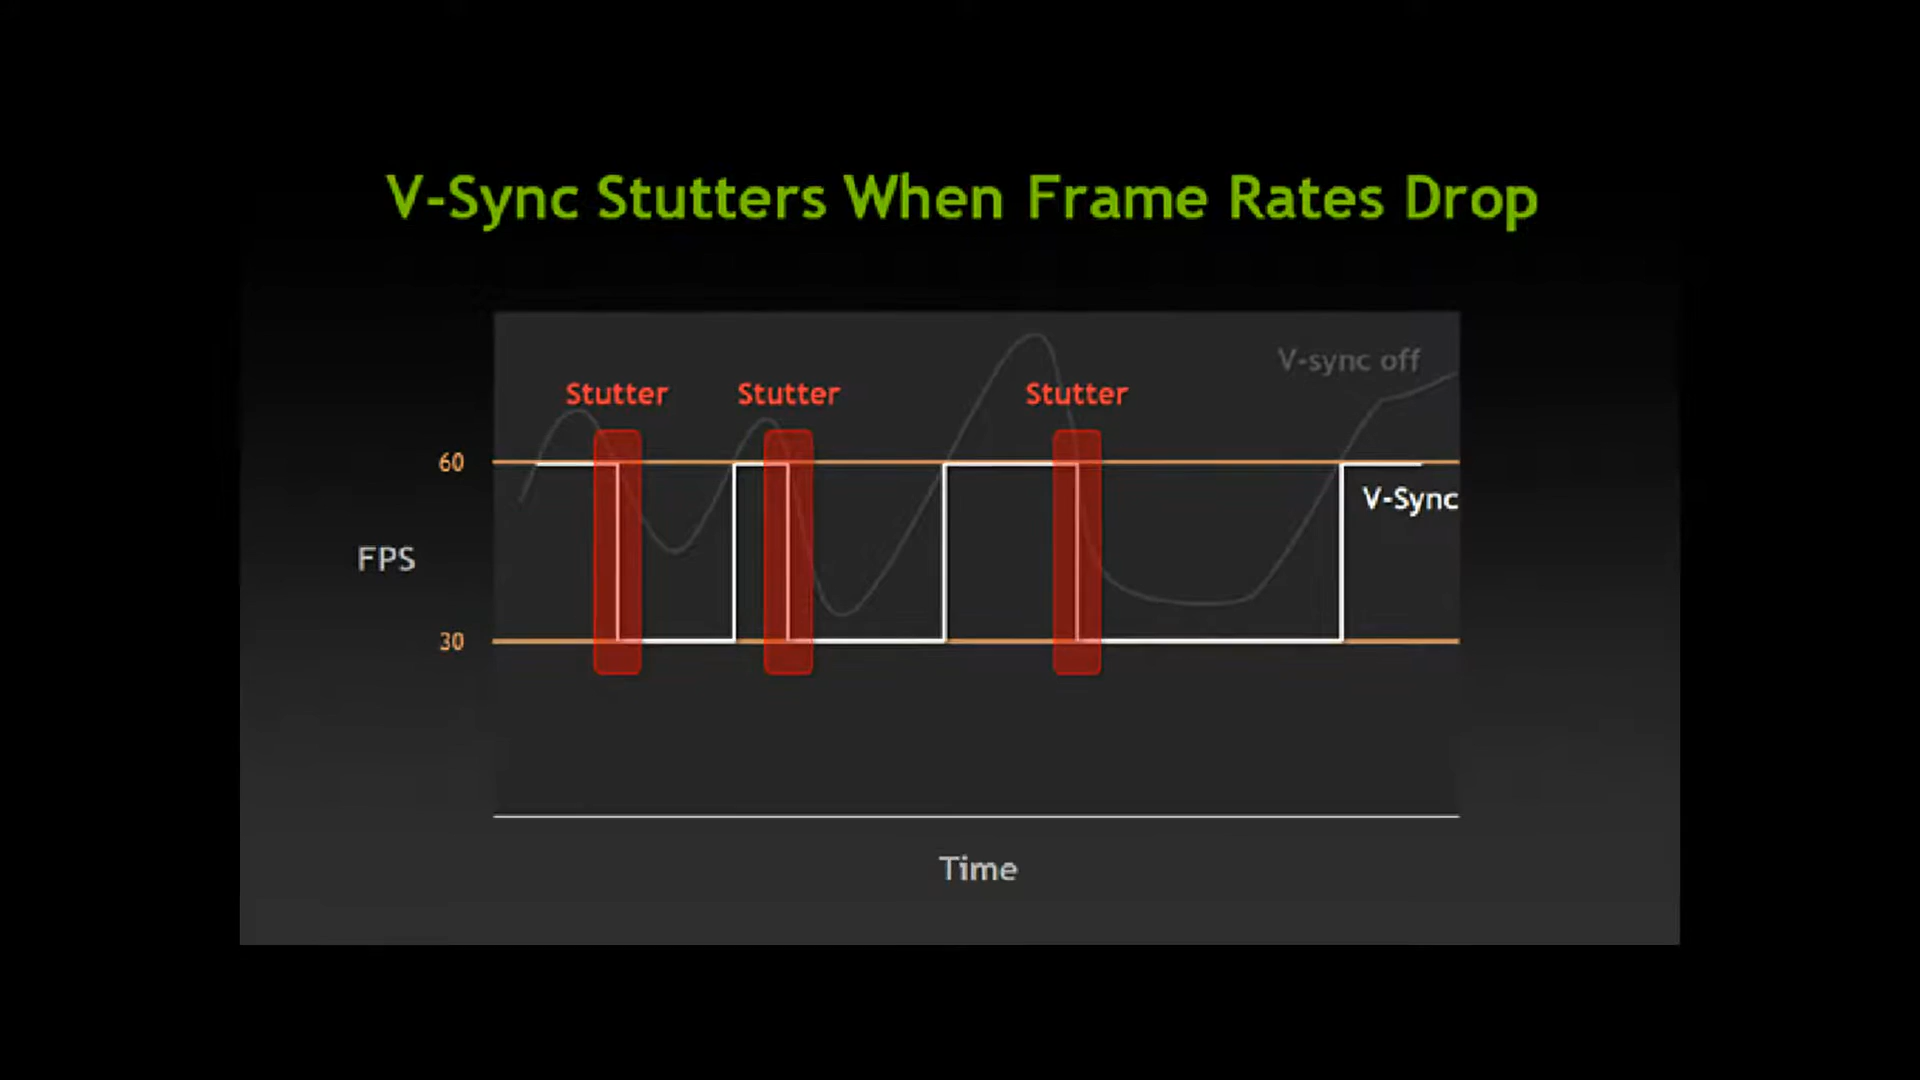 V-Sync Stutters When Frame Rates Drop
V-sync off
Stutter
Stutter
Stutter
60
V-Sync
FPS
30
Time